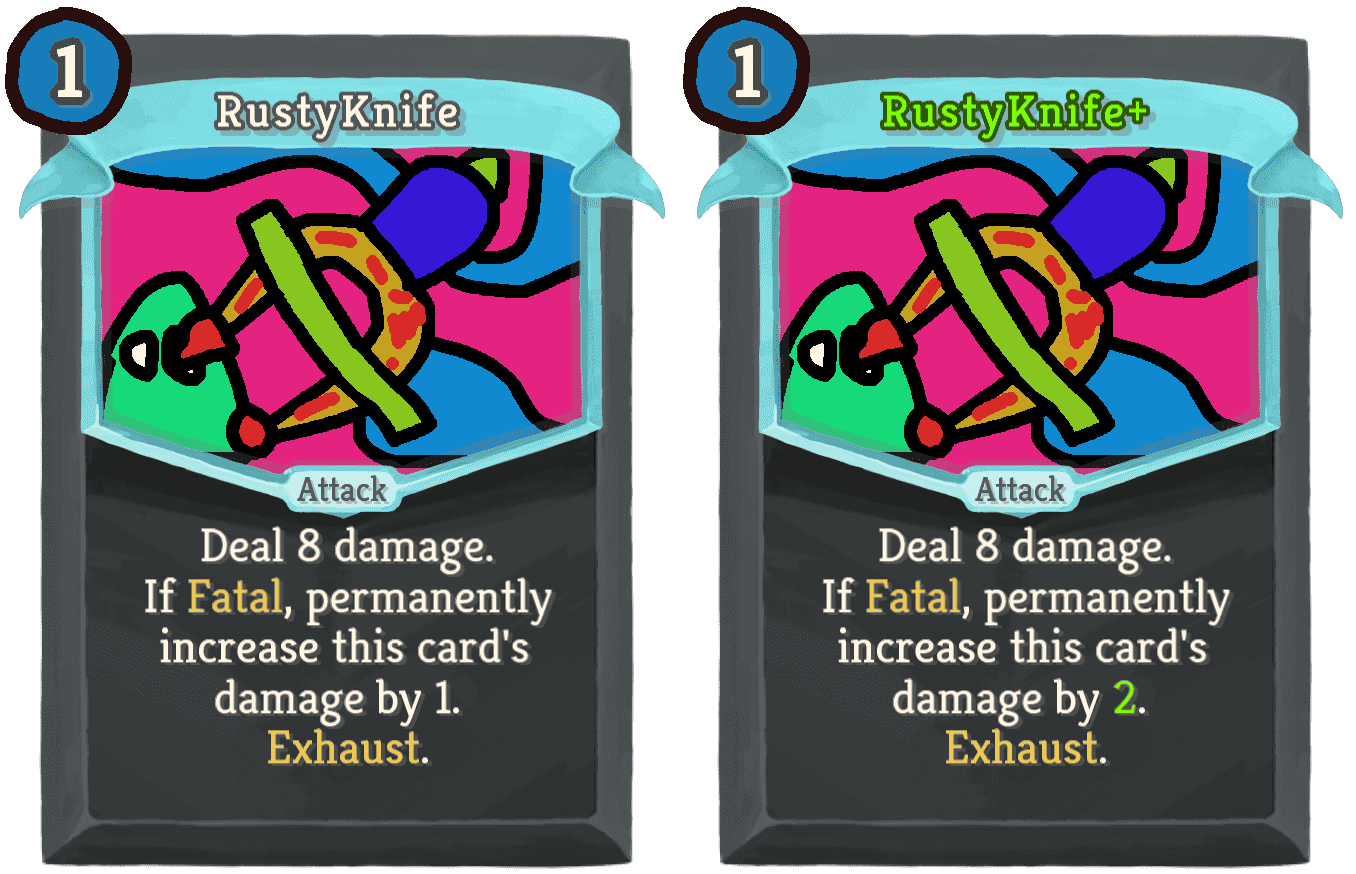 1
RustyKnife
Attack
Deal 8 damage.
If Fatal, permanently
increase this card's
damage by 1.
Exhaust.
1
RustyKnife+
Attack
Deal 8 damage.
If Fatal, permanently
increase this card's
damage by 2.
Exhaust.